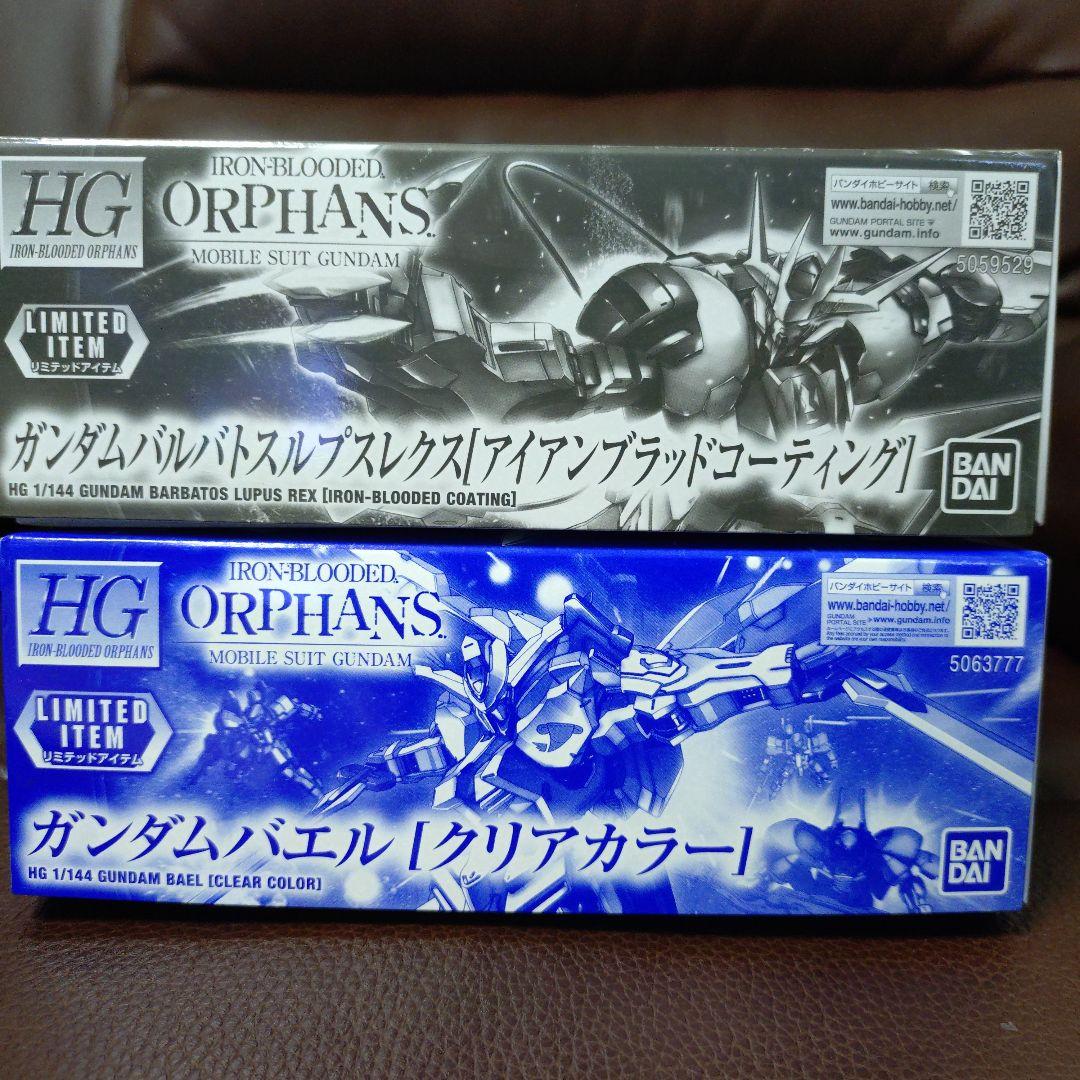 HG
IRON-BLOODED ORPHANS
IRON-BLOODED
ORPHANS
MOBILE SUIT GUNDAM
バンダイホビーサイト 検索
www.bandai-hobby.net/
GUNDAM PORTAL SITE
www.gundam.info
5059529
LIMITED
ITEM
リミテッドアイテム
ガンダムバルバトスルプスレクス[アイアンブラッドコーティング]
HG 1/144 GUNDAM BARBATOS LUPUS REX [IRON-BLOODED COATING]
BAN
DAI
HG
IRON-BLOODED ORPHANS
IRON-BLOODED
ORPHANS
MOBILE SUIT GUNDAM
バンダイホビーサイト 検索
www.bandai-hobby.net/
GUNDAM
PORTAL SITE
www.gundam.info
5063777
LIMITED
ITEM
リミテッドアイテム
ガンダムバエル [クリアカラー]
HG 1/144 GUNDAM BAEL [CLEAR COLOR]
BAN
DAI